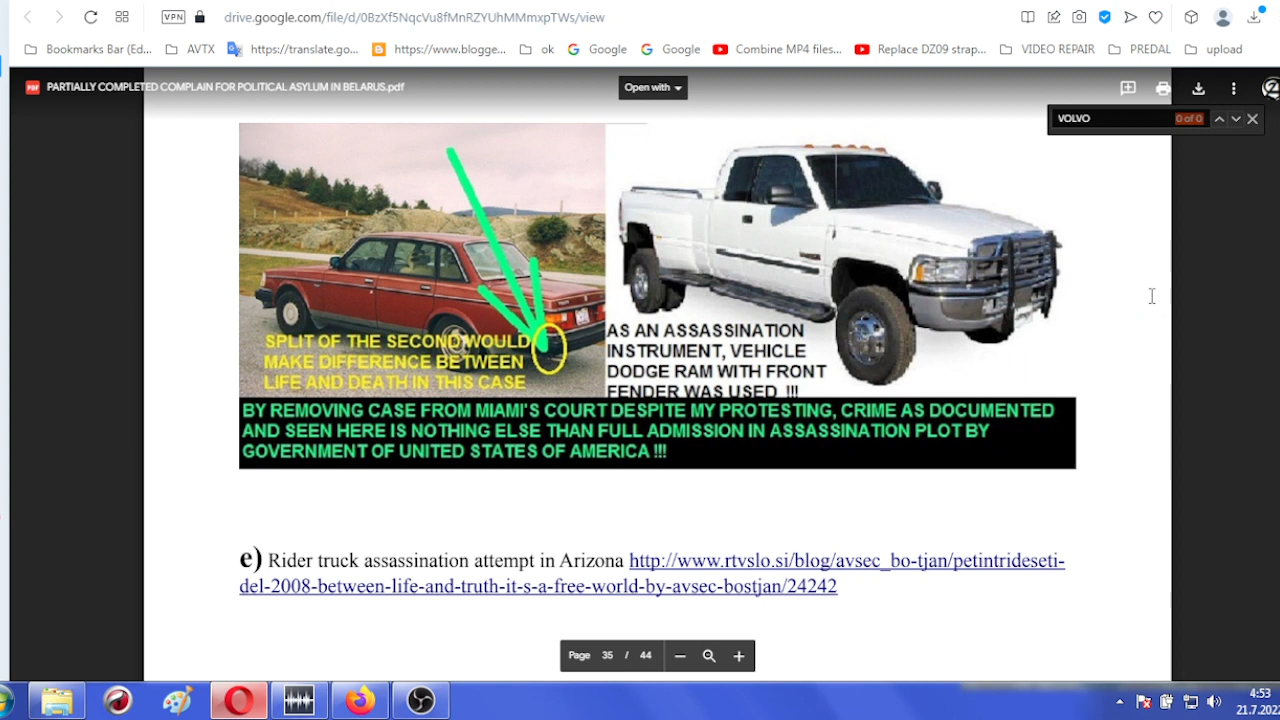 VPN
drive.google.com/file/d/0BzXf5NqcVu8fMnRZYUhMMmxpTWs/view
Bookmarks Bar (Ed... AVTX https://translate.go... https://www.blogge... ok Google Google Combine MP4 files... Replace DZ09 strap... VIDEO REPAIR PREDAL upload
PDF PARTIALLY COMPLETED COMPLAIN FOR POLITICAL ASYLUM IN BELARUS.pdf Open with
VOLVO 0 of 0
SPLIT OF THE SECOND WOULD
MAKE DIFFERENCE BETWEEN
LIFE AND DEATH IN THIS CASE
AS AN ASSASSINATION
INSTRUMENT, VEHICLE
DODGE RAM WITH FRONT
FENDER WAS USED !!!
BY REMOVING CASE FROM MIAMI'S COURT DESPITE MY PROTESTING, CRIME AS DOCUMENTED
AND SEEN HERE IS NOTHING ELSE THAN FULL ADMISSION IN ASSASSINATION PLOT BY
GOVERNMENT OF UNITED STATES OF AMERICA !!!
e) Rider truck assassination attempt in Arizona http://www.rtvslo.si/blog/avsec_bo-tjan/petintrideseti-
del-2008-between-life-and-truth-it-s-a-free-world-by-avsec-bostjan/24242
Page 35 / 44
4:53
21.7.2022